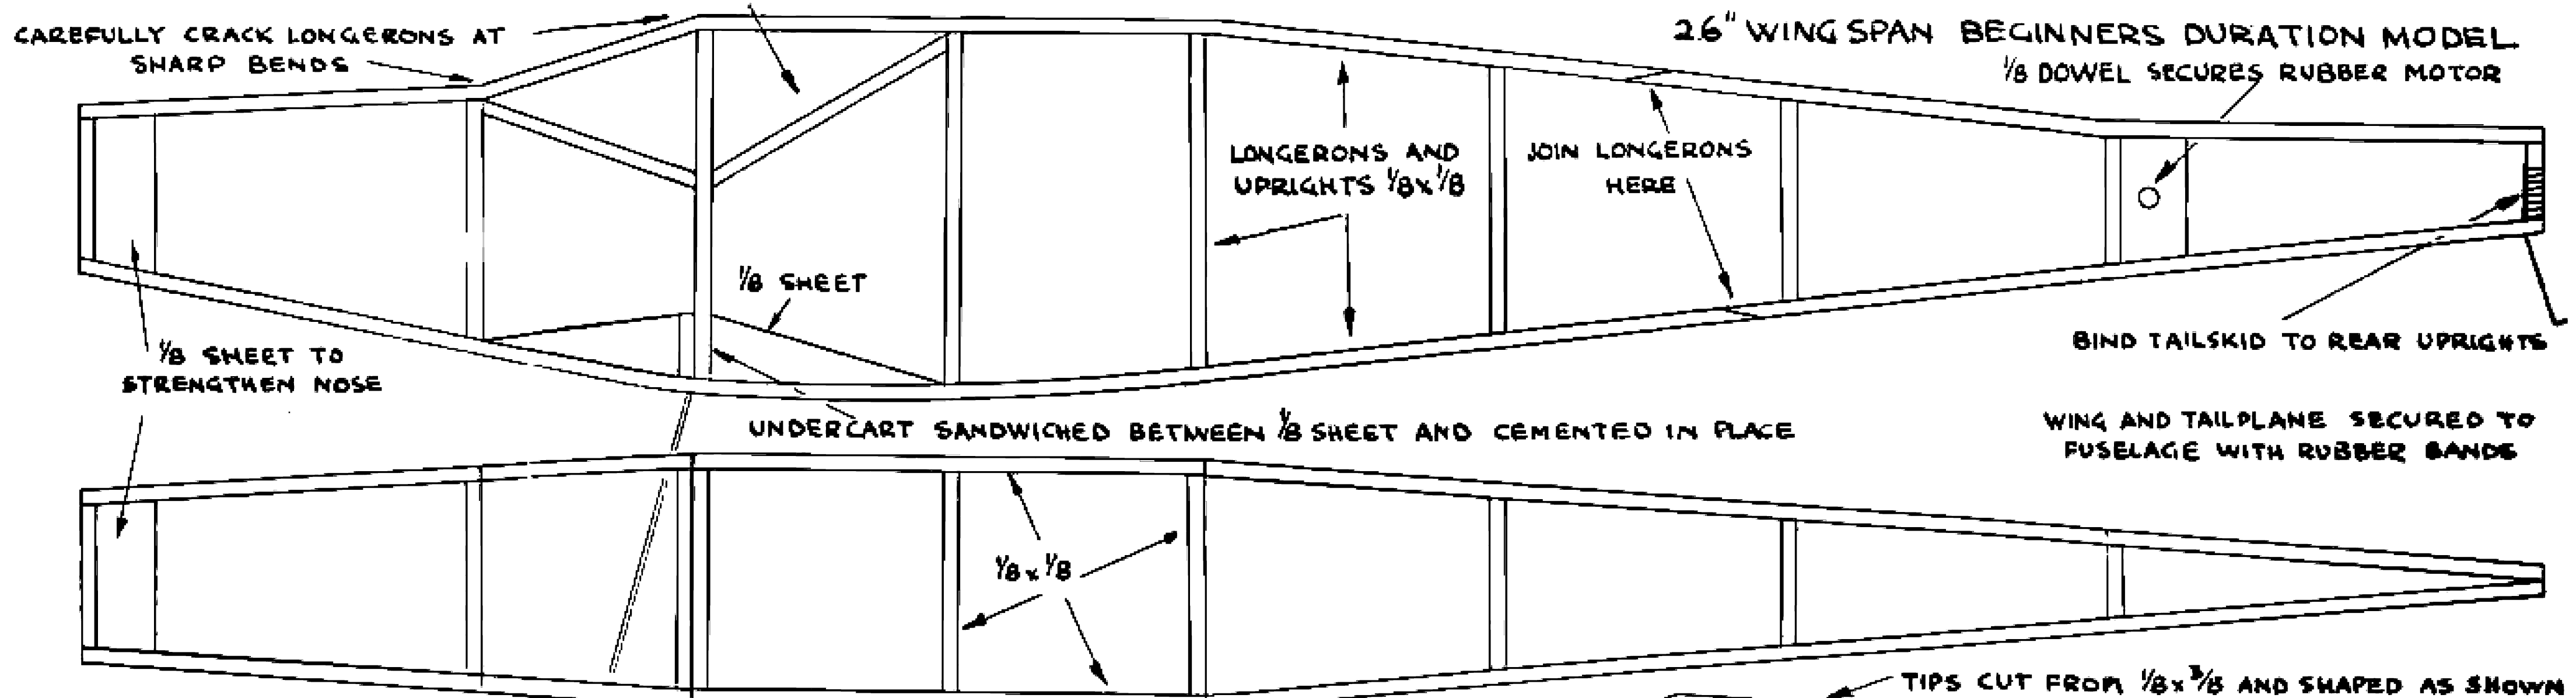 CAREFULLY CRACK LONGERONS AT
SHARP BENDS
26" WING SPAN BEGINNERS DURATION MODEL
1/8 DOWEL SECURES RUBBER MOTOR
LONGERONS AND
UPRIGHTS 1/8x1/8
JOIN LONGERONS
HERE
1/8 SHEET
1/8 SHEET TO
STRENGTHEN NOSE
BIND TAILSKID TO REAR UPRIGHTS
UNDERCART SANDWICHED BETWEEN 1/8 SHEET AND CEMENTED IN PLACE
WING AND TAILPLANE SECURED TO
FUSELAGE WITH RUBBER BANDS
1/8x1/8
TIPS CUT FROM 1/8x3/8 AND SHAPED AS SHOWN